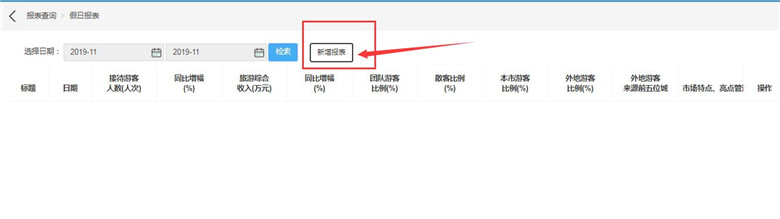 报表查询 > 假日报表
选择日期： 2019-11 2019-11 检索 新增报表
标题 日期 接待游客人数(人次) 同比增幅(%) 旅游综合收入(万元) 同比增幅(%) 团队游客比例(%) 散客比例(%) 本市游客比例(%) 外地游客比例(%) 外地游客来源前五位城 市场特点、亮点管 操作